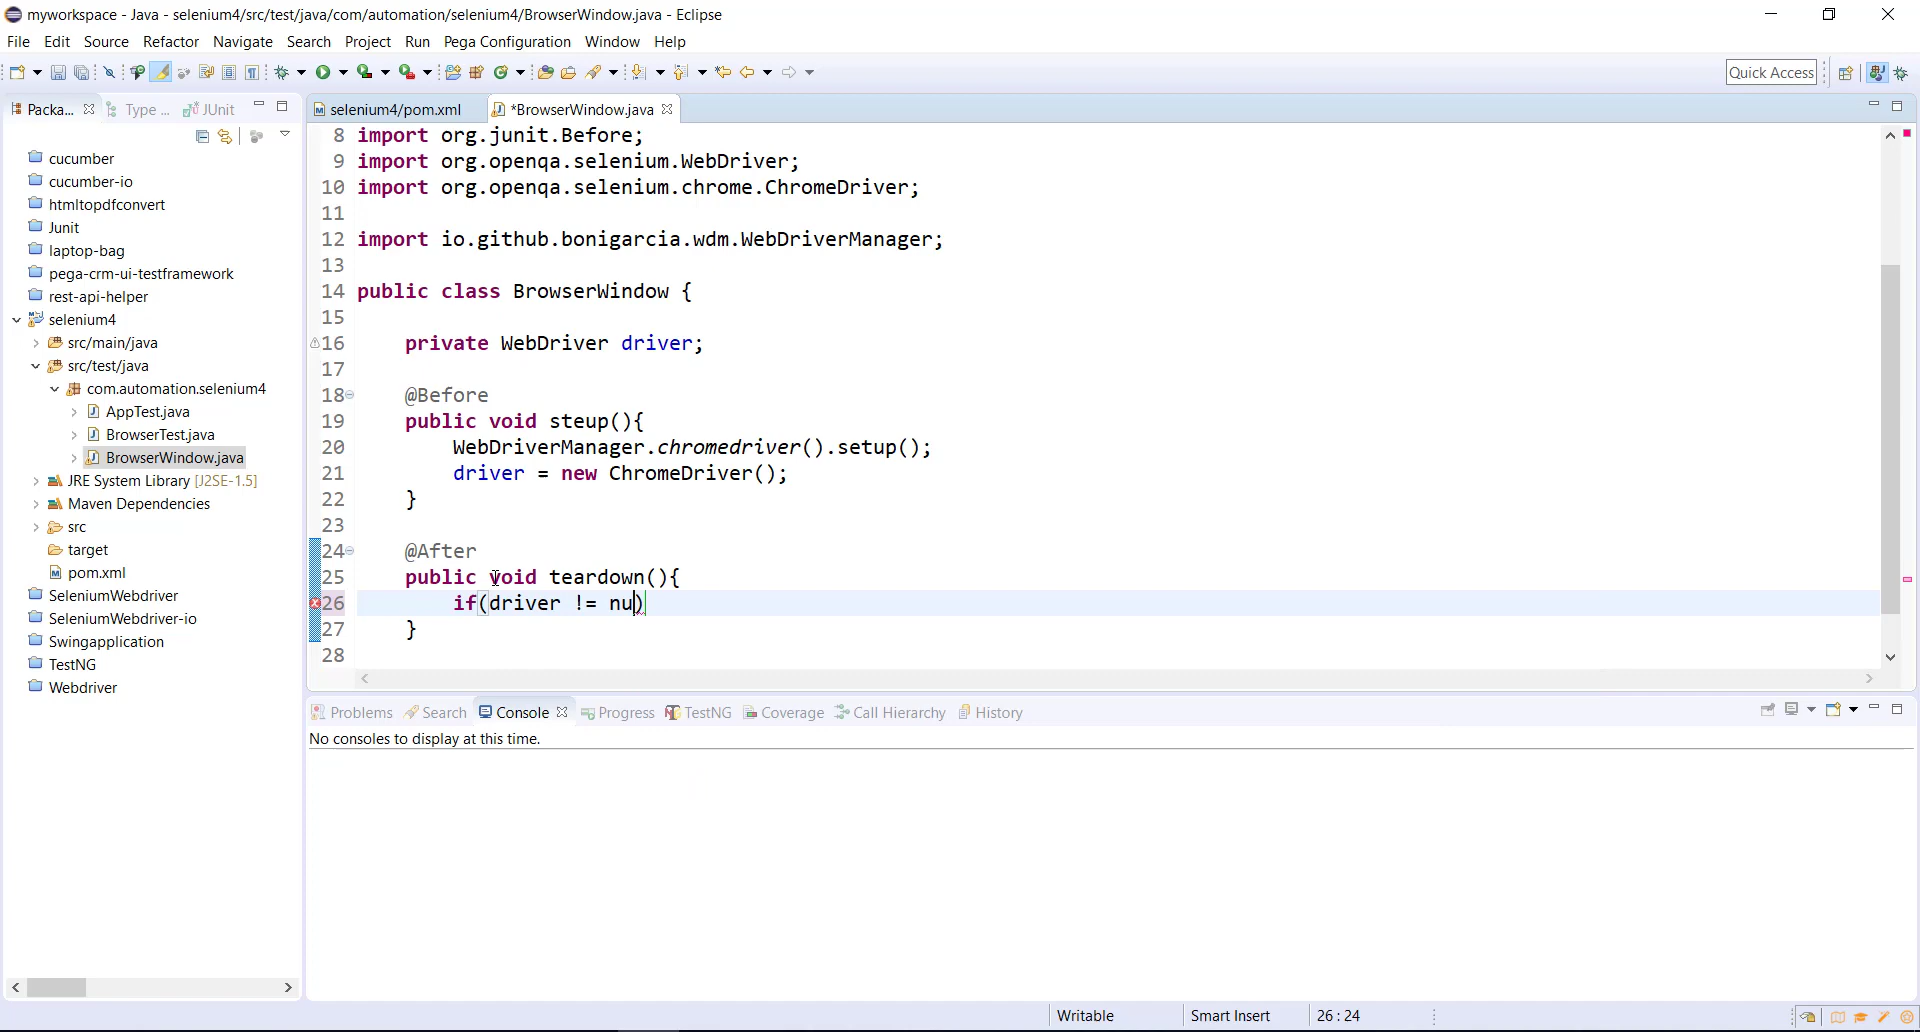 myworkspace - Java - selenium4/src/test/java/com/automation/selenium4/BrowserWindow.java - Eclipse
File Edit Source Refactor Navigate Search Project Run Pega Configuration Window Help
Quick Access
Packa... Type ... JUnit
selenium4/pom.xml *BrowserWindow.java
cucumber
cucumber-io
htmltopdfconvert
Junit
laptop-bag
pega-crm-ui-testframework
rest-api-helper
selenium4
src/main/java
src/test/java
com.automation.selenium4
AppTest.java
BrowserTest.java
BrowserWindow.java
JRE System Library [J2SE-1.5]
Maven Dependencies
src
target
pom.xml
SeleniumWebdriver
SeleniumWebdriver-io
Swingapplication
TestNG
Webdriver
8 import org.junit.Before;
9 import org.openqa.selenium.WebDriver;
10 import org.openqa.selenium.chrome.ChromeDriver;
11
12 import io.github.bonigarcia.wdm.WebDriverManager;
13
14 public class BrowserWindow {
15
16 private WebDriver driver;
17
18 @Before
19 public void steup(){
20 WebDriverManager.chromedriver().setup();
21 driver = new ChromeDriver();
22 }
23
24 @After
25 public void teardown(){
26 if(driver != nu)
27 }
28
Problems Search Console Progress TestNG Coverage Call Hierarchy History
No consoles to display at this time.
Writable Smart Insert 26 : 24